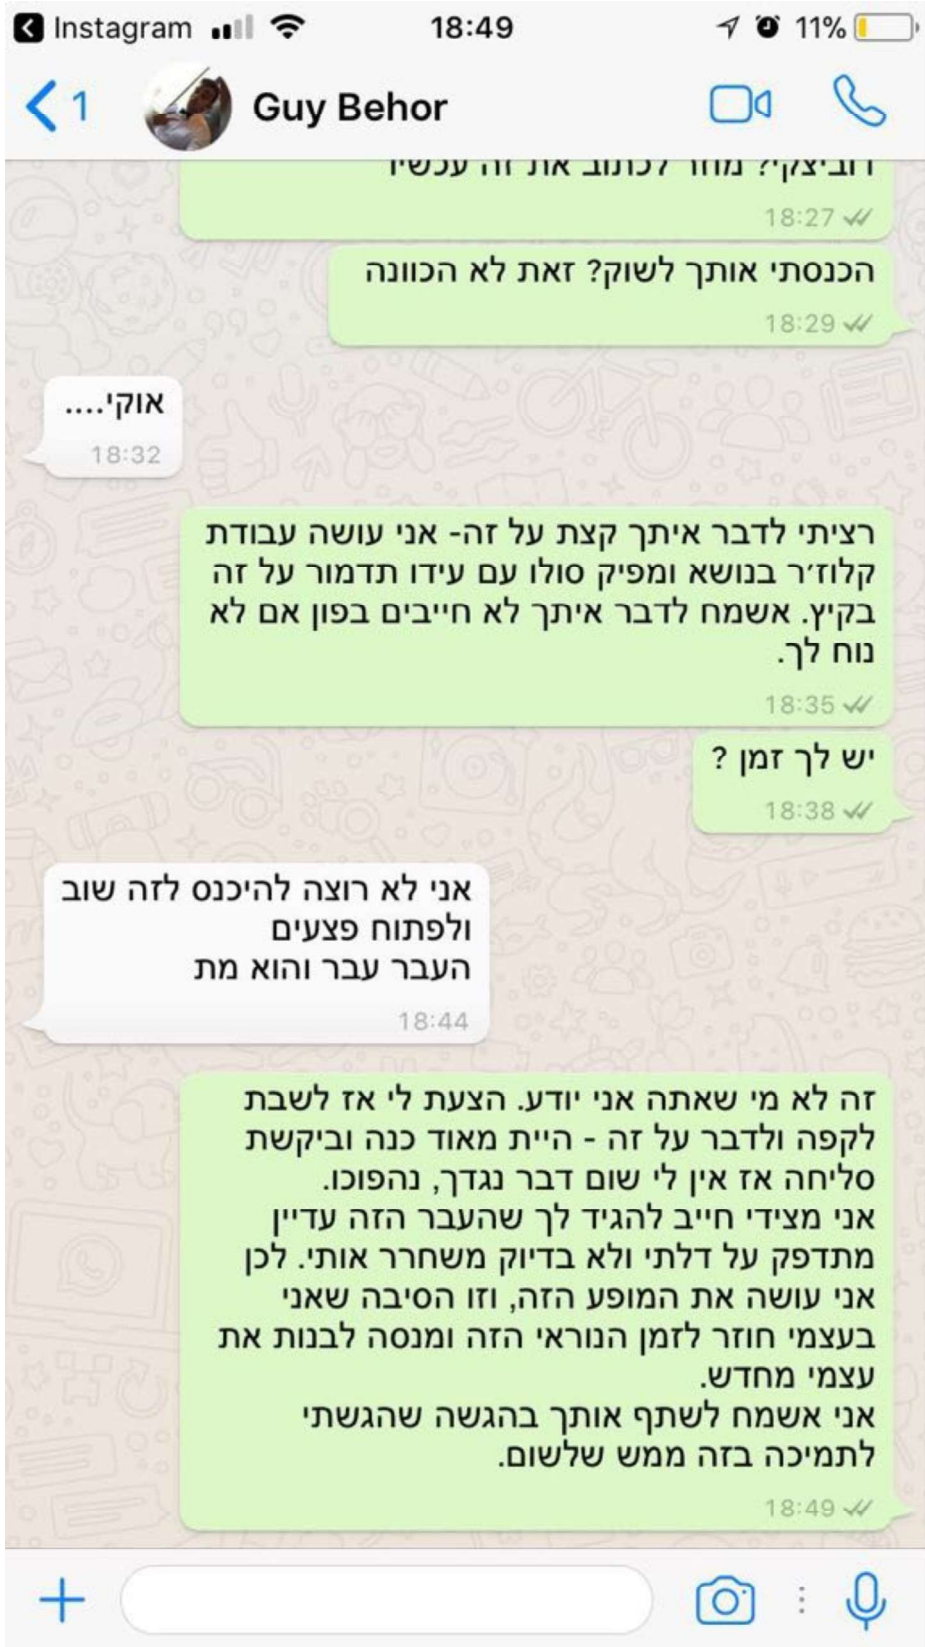 Instagram
18:49
11%
1
Guy Behor
מוזר לכתוב את זה עכשיו
18:27
הכנסתי אותך לשוק? זאת לא הכוונה
18:29
אוקי....
18:32
רציתי לדבר איתך קצת על זה- אני עושה עבודת
קלוז׳ר בנושא ומפיק סולו עם עידו תדמור על זה
בקיץ. אשמח לדבר איתך לא חייבים בפון אם לא
נוח לך.
18:35
יש לך זמן ?
18:38
אני לא רוצה להיכנס לזה שוב
ולפתוח פצעים
העבר עבר והוא מת
18:44
זה לא מי שאתה אני יודע. הצעת לי אז לשבת
לקפה ולדבר על זה - היית מאוד כנה וביקשת
סליחה אז אין לי שום דבר נגדך, נהפוכו.
אני מצידי חייב להגיד לך שהעבר הזה עדיין
מתדפק על דלתי ולא בדיוק משחרר אותי. לכן
אני עושה את המופע הזה, וזו הסיבה שאני
בעצמי חוזר לזמן הנוראי הזה ומנסה לבנות את
עצמי מחדש.
אני אשמח לשתף אותך בהגשה שהגשתי
לתמיכה בזה ממש שלשום.
18:49